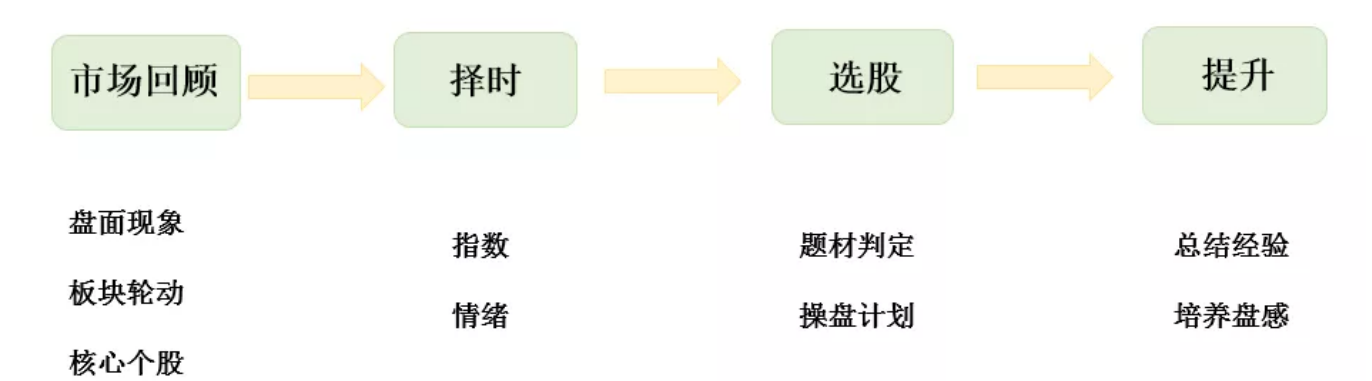 市场回顾
择时
选股
提升
盘面现象
板块轮动
核心个股
指数
情绪
题材判定
操盘计划
总结经验
培养盘感